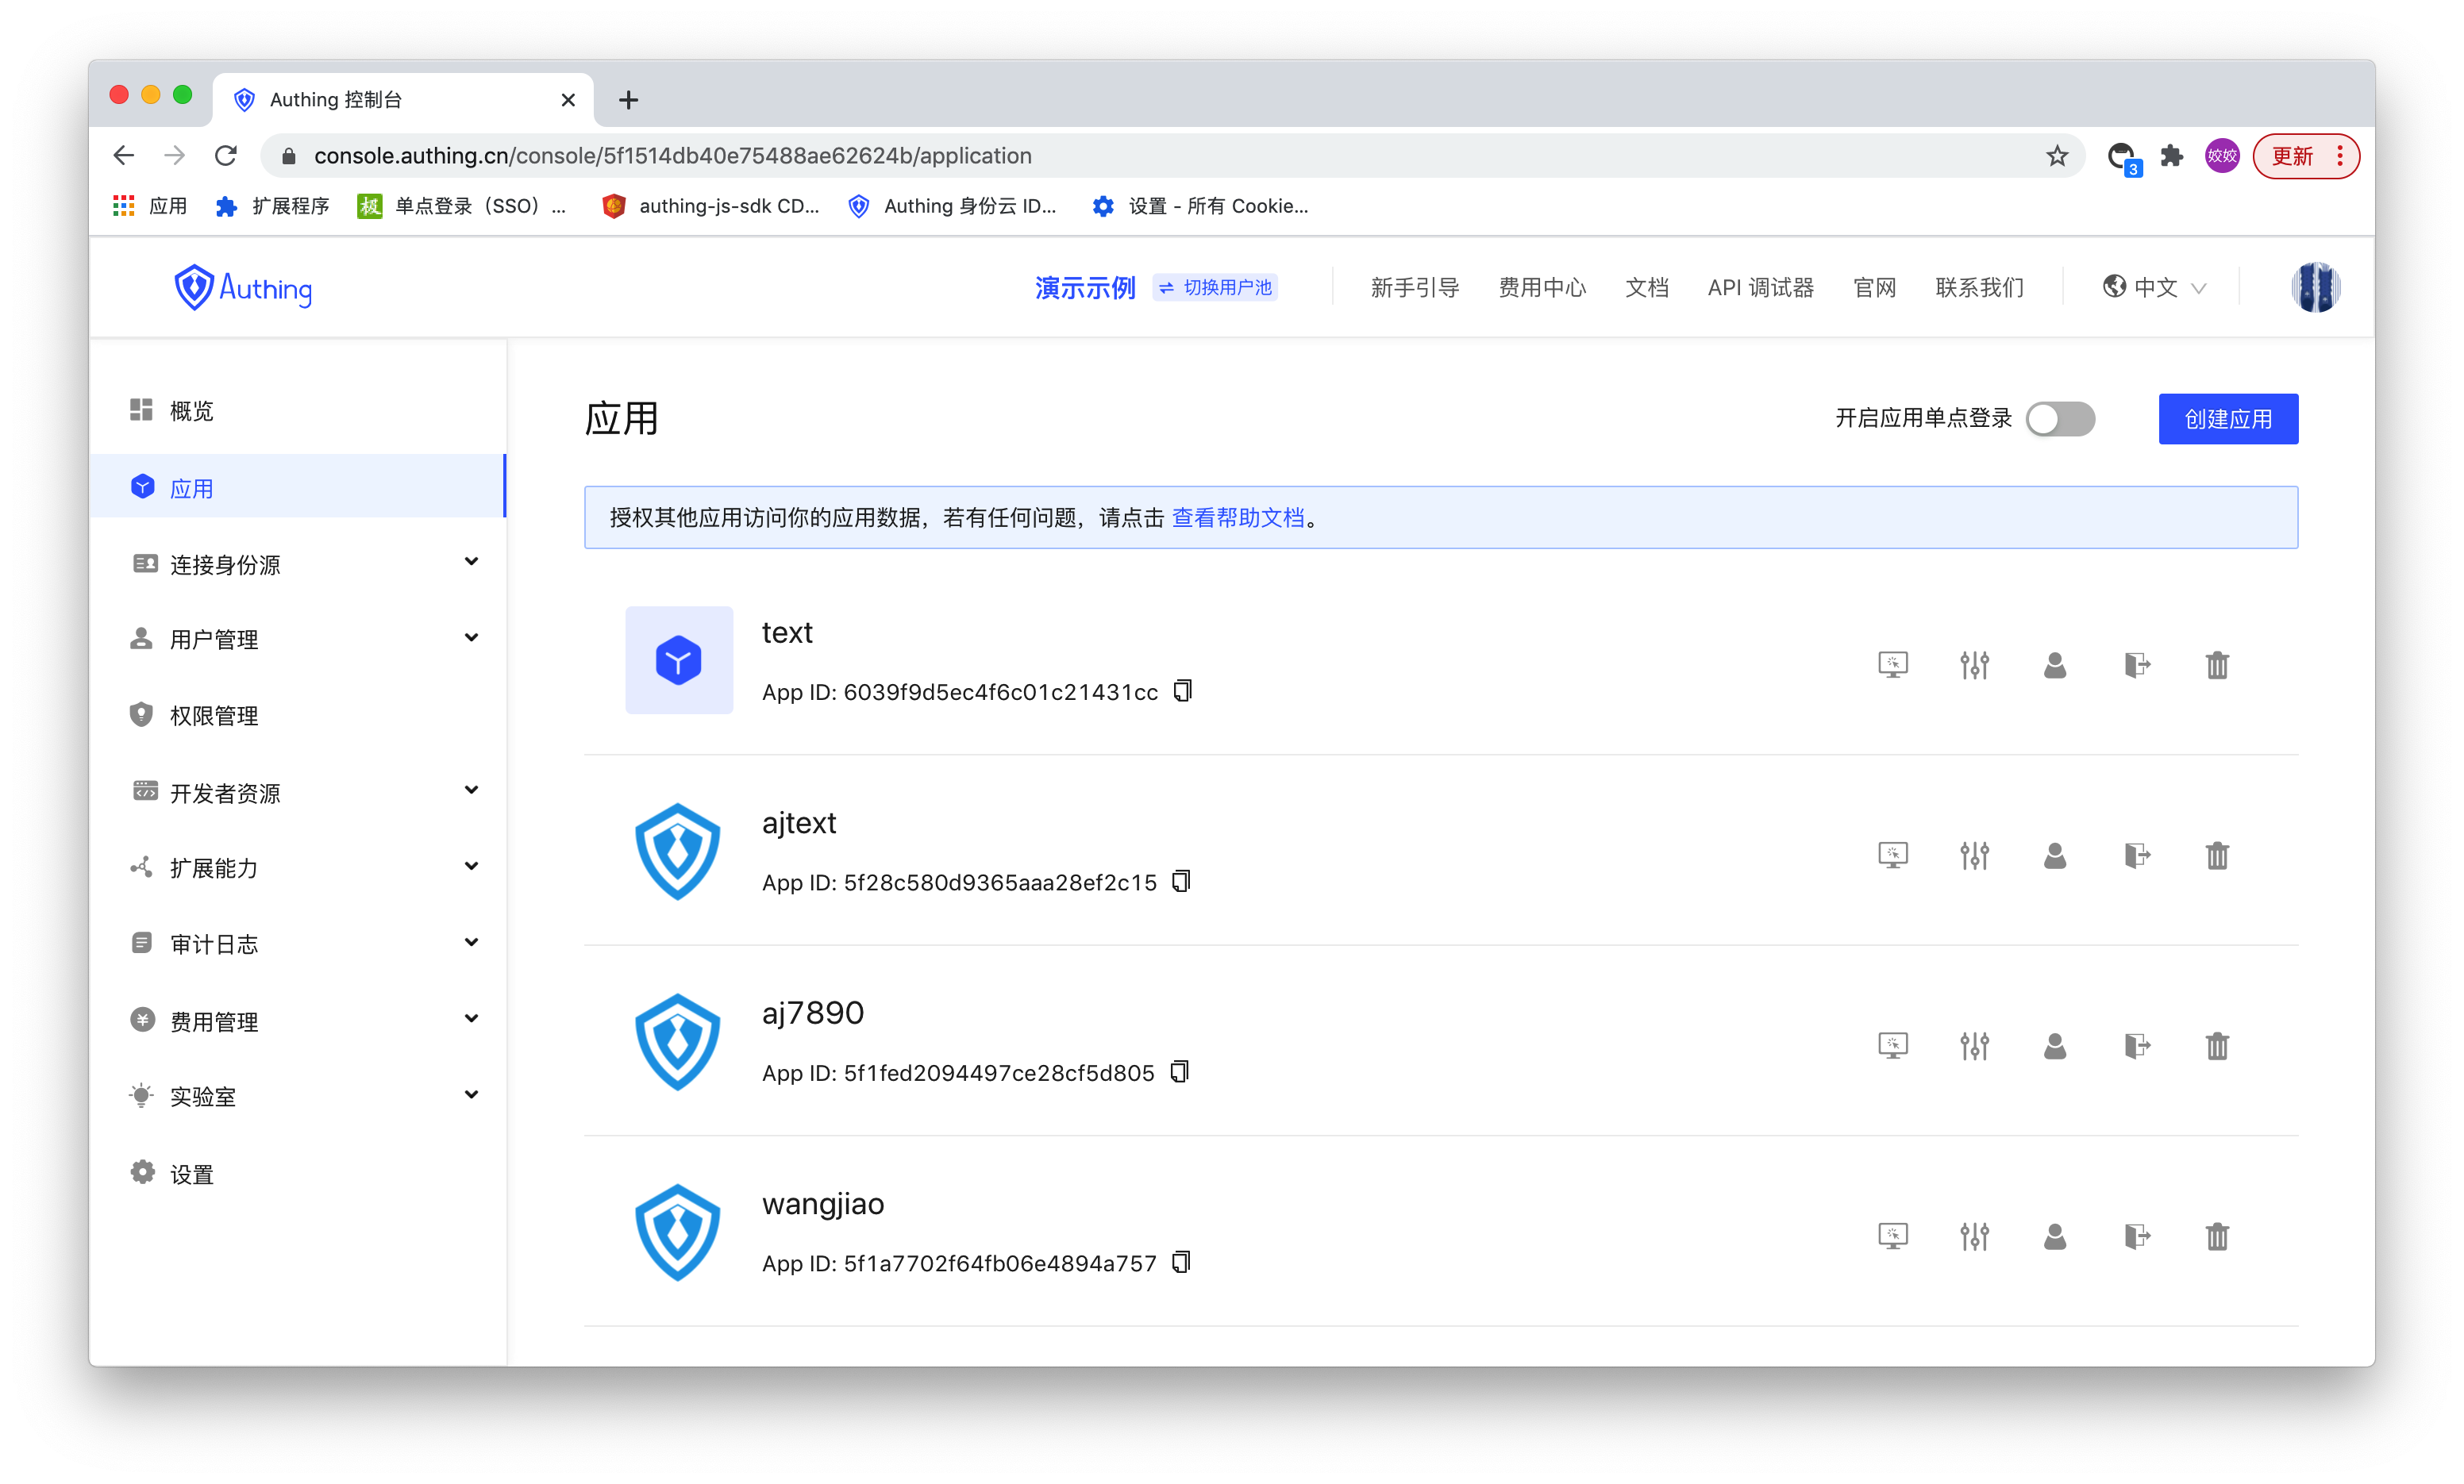 Authing 控制台
console.authing.cn/console/5f1514db40e75488ae62624b/application
3
姣姣
更新
应用
扩展程序
极
单点登录（SSO）...
authing-js-sdk CD...
Authing 身份云 ID...
设置 - 所有 Cookie...
Authing
演示示例
切换用户池
新手引导
费用中心
文档
API 调试器
官网
联系我们
中文
概览
应用
连接身份源
用户管理
权限管理
开发者资源
扩展能力
审计日志
费用管理
实验室
设置
应用
开启应用单点登录
创建应用
授权其他应用访问你的应用数据，若有任何问题，请点击 查看帮助文档。
text
App ID: 6039f9d5ec4f6c01c21431cc
ajtext
App ID: 5f28c580d9365aaa28ef2c15
aj7890
App ID: 5f1fed2094497ce28cf5d805
wangjiao
App ID: 5f1a7702f64fb06e4894a757